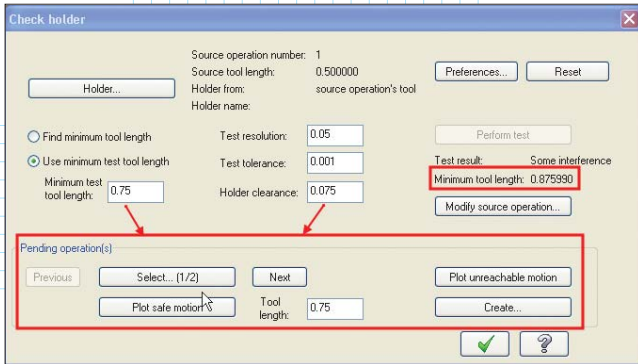 Check holder
Source operation number: 1
Source tool length: 0.500000
Holder from: source operation's tool
Holder name:
Holder...
Preferences...
Reset
Find minimum tool length
Use minimum test tool length
Minimum test
tool length: 0.75
Test resolution: 0.05
Test tolerance: 0.001
Holder clearance: 0.075
Perform test
Test result: Some interference
Minimum tool length: 0.875990
Modify source operation...
Pending operation(s)
Previous
Select... (1/2)
Next
Plot unreachable motion
Plot safe motion
Tool
length: 0.75
Create...